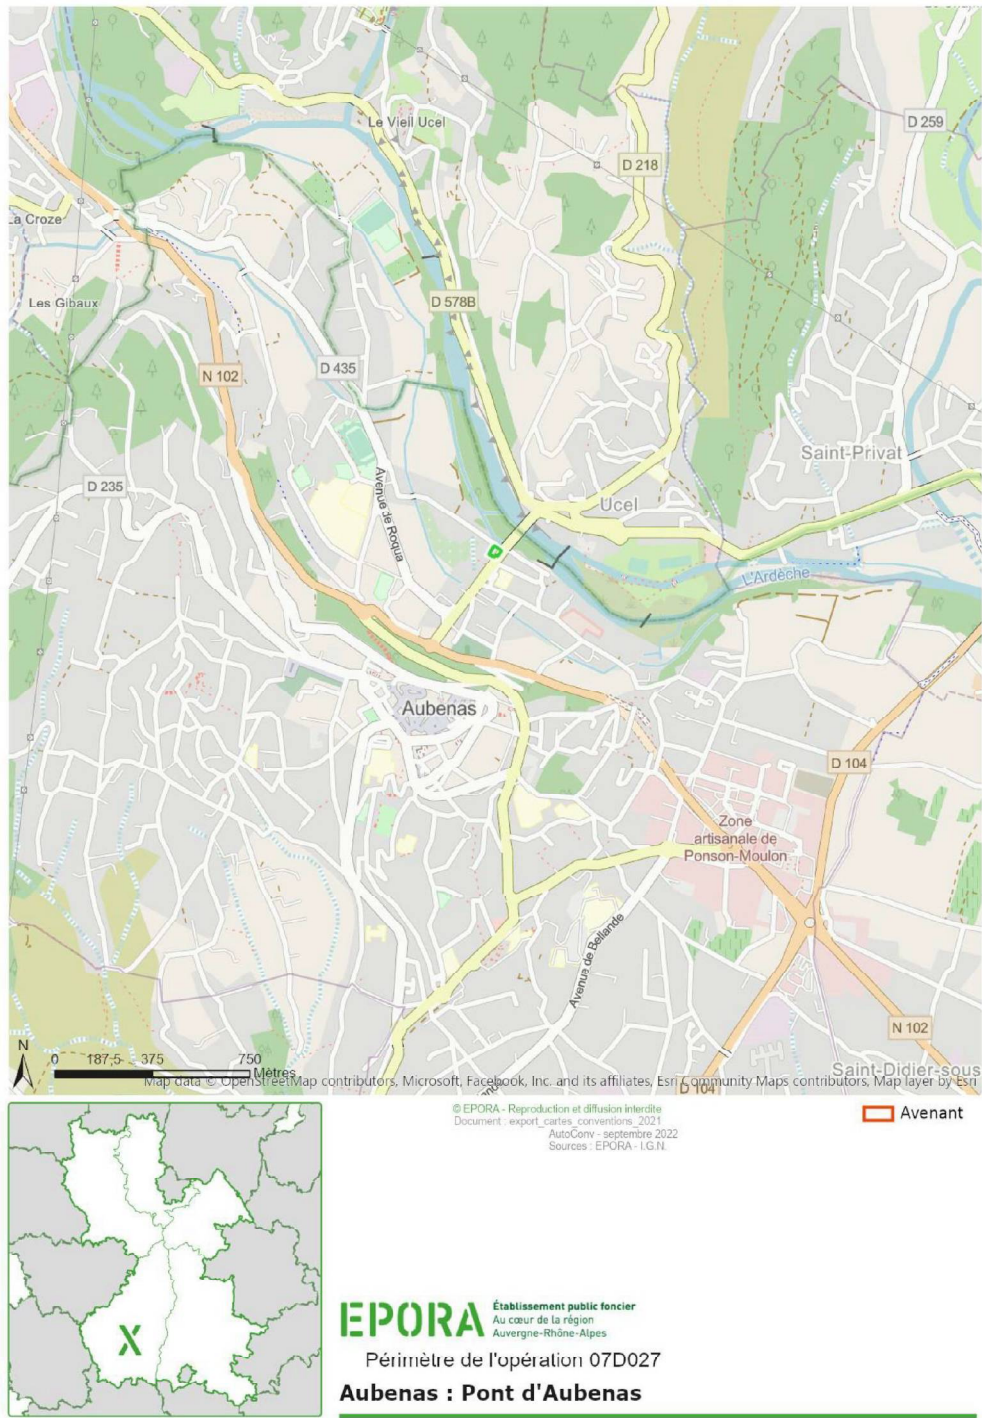 Le Vieil Ucel
D 259
D 218
La Croze
Les Gibaux
D 578B
D 435
N 102
Saint-Privat
D 235
Avenue de Roqua
Ucel
L'Ardèche
Aubenas
D 104
Zone
artisanale de
Ponson-Moulon
Avenue de Bellande
N 102
N
0 187,5 375 750
Mètres
Saint-Didier-sous
D 104
Map data © OpenStreetMap contributors, Microsoft, Facebook, Inc. and its affiliates, Esri Community Maps contributors, Map layer by Esri
© EPORA - Reproduction et diffusion interdite
Document : export_cartes_conventions_2021
AutoConv - septembre 2022
Sources : EPORA - I.G.N.
Avenant
X
EPORA
Établissement public foncier
Au cœur de la région
Auvergne-Rhône-Alpes
Périmètre de l'opération 07D027
Aubenas : Pont d'Aubenas